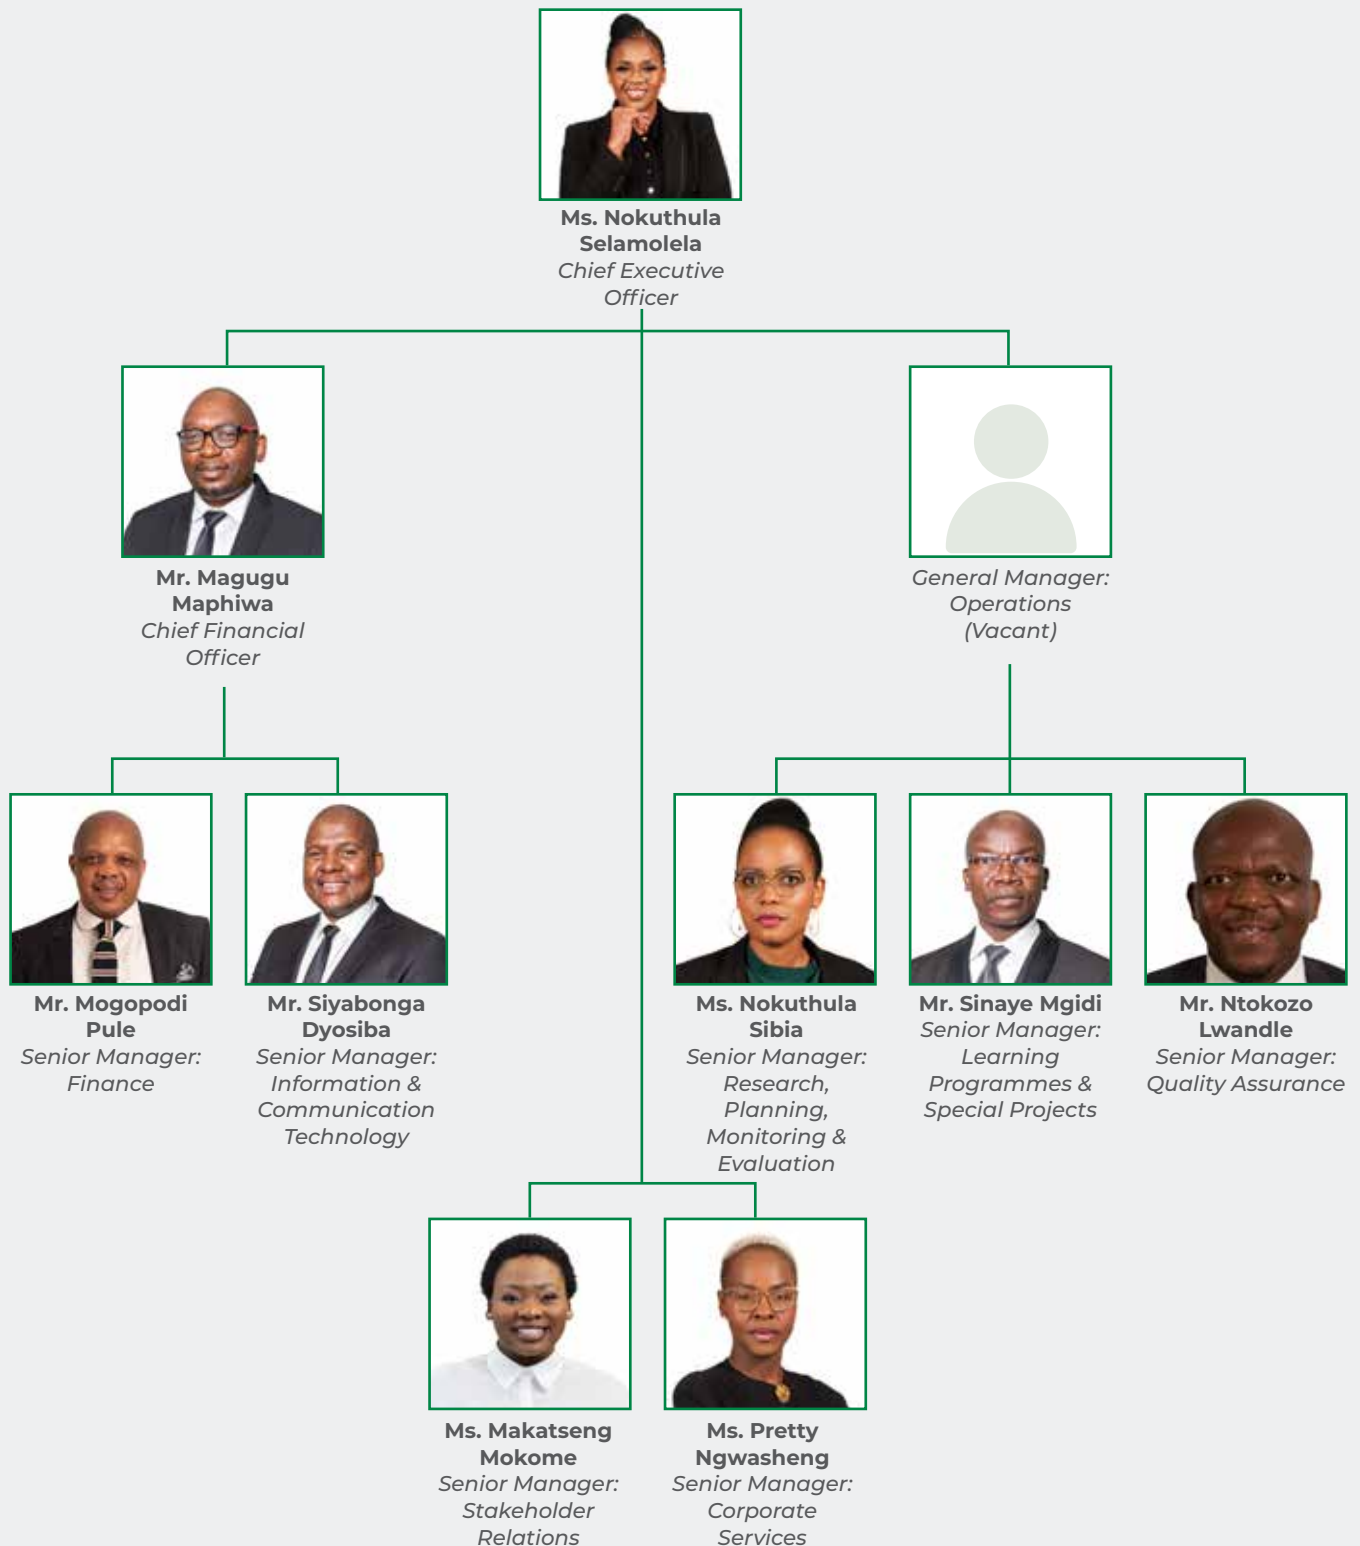 Ms. Nokuthula
Selamolela
Chief Executive
Officer
Mr. Magugu
Maphiwa
Chief Financial
Officer
General Manager:
Operations
(Vacant)
Mr. Mogopodi
Pule
Senior Manager:
Finance
Mr. Siyabonga
Dyosiba
Senior Manager:
Information &
Communication
Technology
Ms. Nokuthula
Sibia
Senior Manager:
Research,
Planning,
Monitoring &
Evaluation
Mr. Sinaye Mgidi
Senior Manager:
Learning
Programmes &
Special Projects
Mr. Ntokozo
Lwandle
Senior Manager:
Quality Assurance
Ms. Makatseng
Mokome
Senior Manager:
Stakeholder
Relations
Ms. Pretty
Ngwasheng
Senior Manager:
Corporate
Services